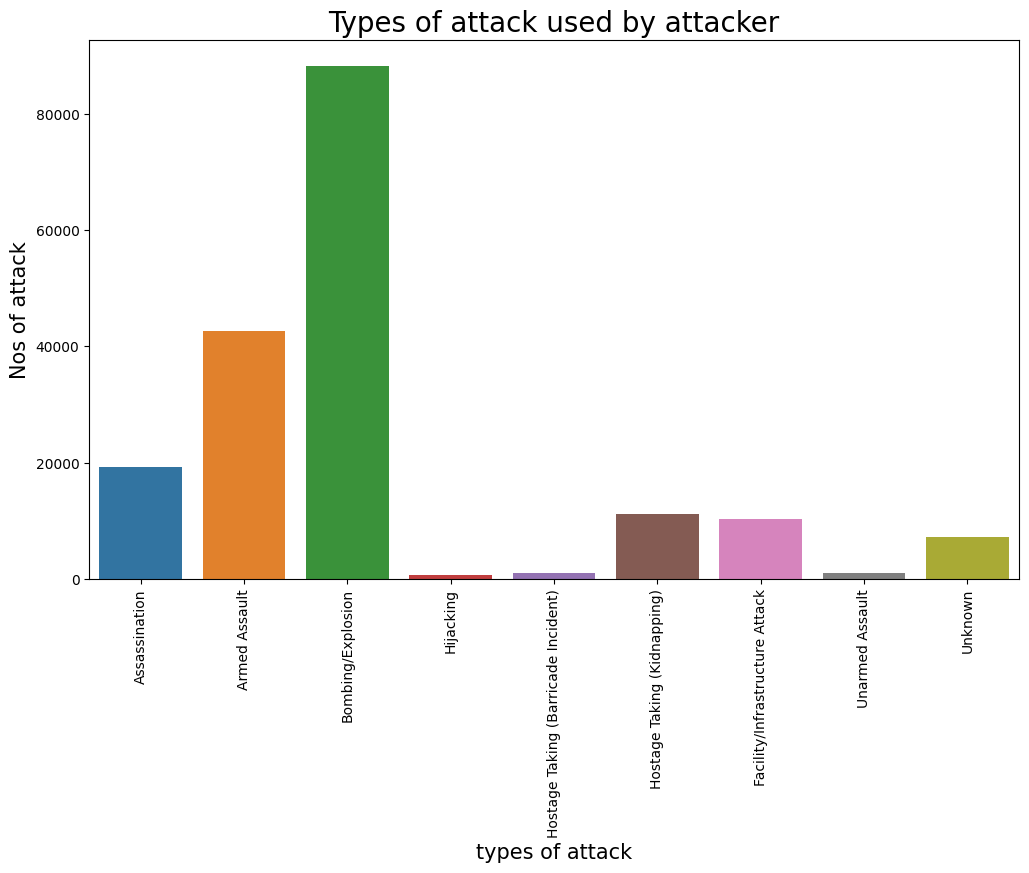 Types of attack used by attacker
Nos of attack
80000
60000
40000
20000
0
Assassination
Armed Assault
Bombing/Explosion
Hijacking
Hostage Taking (Barricade Incident)
Hostage Taking (Kidnapping)
Facility/Infrastructure Attack
Unarmed Assault
Unknown
types of attack